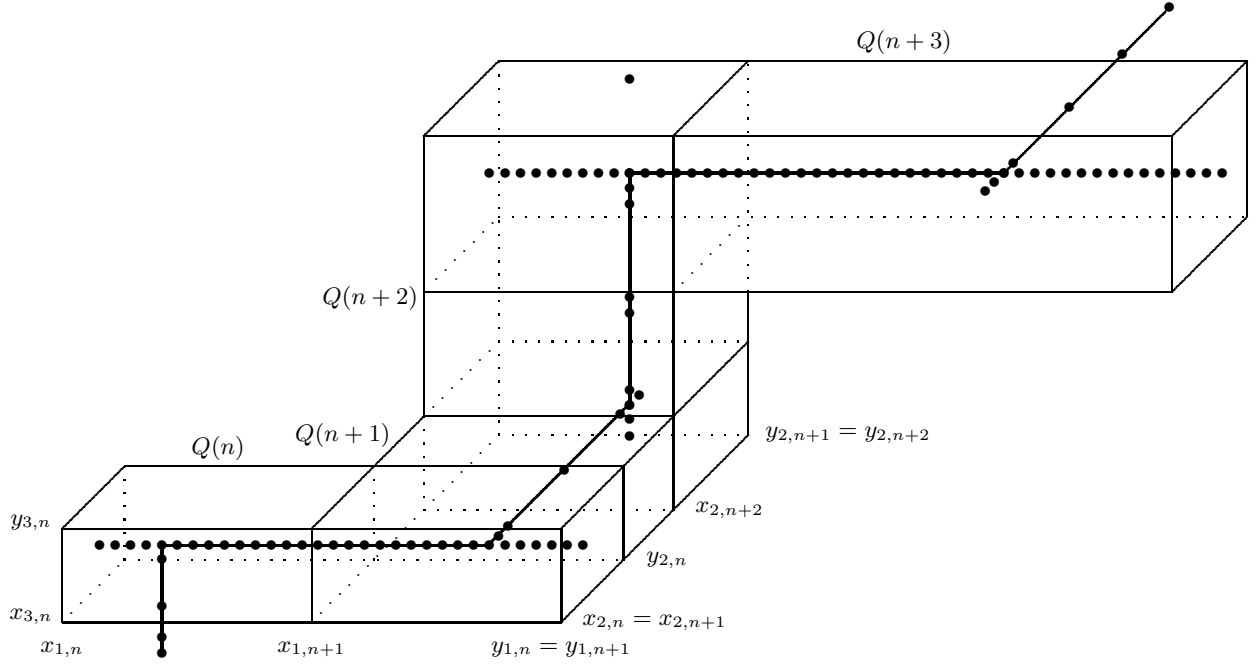 Q(n + 3)
Q(n + 2)
Q(n + 1)
y_{2,n+1} = y_{2,n+2}
Q(n)
x_{2,n+2}
y_{3,n}
y_{2,n}
x_{3,n}
x_{2,n} = x_{2,n+1}
x_{1,n}
x_{1,n+1}
y_{1,n} = y_{1,n+1}